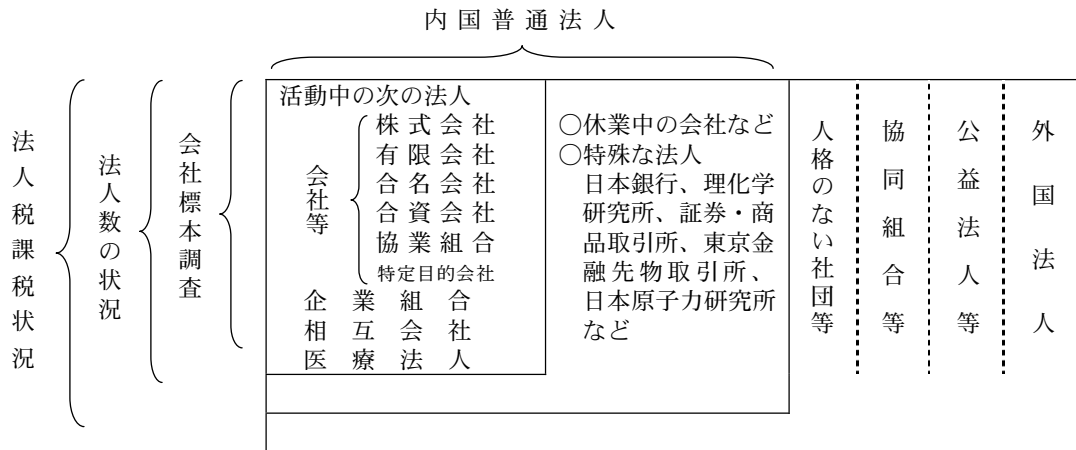 内国普通法人
法人税課税状況
法人数の状況
会社標本調査
活動中の次の法人
会社等
株式会社
有限会社
合名会社
合資会社
協業組合
特定目的会社
企業組合
相互会社
医療法人
○休業中の会社など
○特殊な法人
日本銀行、理化学
研究所、証券・商
品取引所、東京金
融先物取引所、
日本原子力研究所
など
人格のない社団等
協同組合等
公益法人等
外国法人